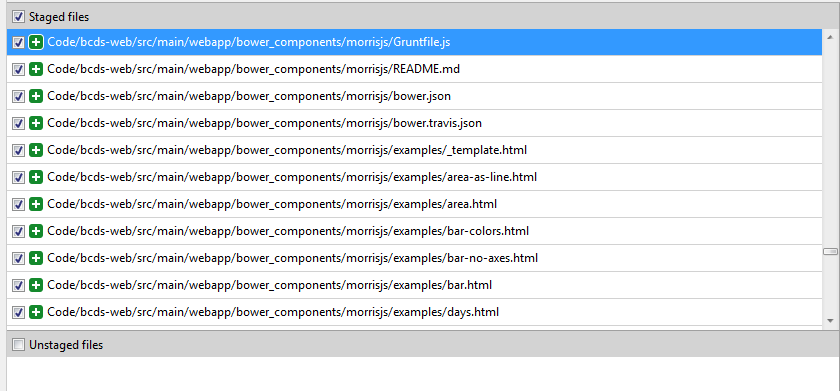 Staged files
Code/bcds-web/src/main/webapp/bower_components/morrisjs/Gruntfile.js
Code/bcds-web/src/main/webapp/bower_components/morrisjs/README.md
Code/bcds-web/src/main/webapp/bower_components/morrisjs/bower.json
Code/bcds-web/src/main/webapp/bower_components/morrisjs/bower.travis.json
Code/bcds-web/src/main/webapp/bower_components/morrisjs/examples/_template.html
Code/bcds-web/src/main/webapp/bower_components/morrisjs/examples/area-as-line.html
Code/bcds-web/src/main/webapp/bower_components/morrisjs/examples/area.html
Code/bcds-web/src/main/webapp/bower_components/morrisjs/examples/bar-colors.html
Code/bcds-web/src/main/webapp/bower_components/morrisjs/examples/bar-no-axes.html
Code/bcds-web/src/main/webapp/bower_components/morrisjs/examples/bar.html
Code/bcds-web/src/main/webapp/bower_components/morrisjs/examples/days.html
Unstaged files